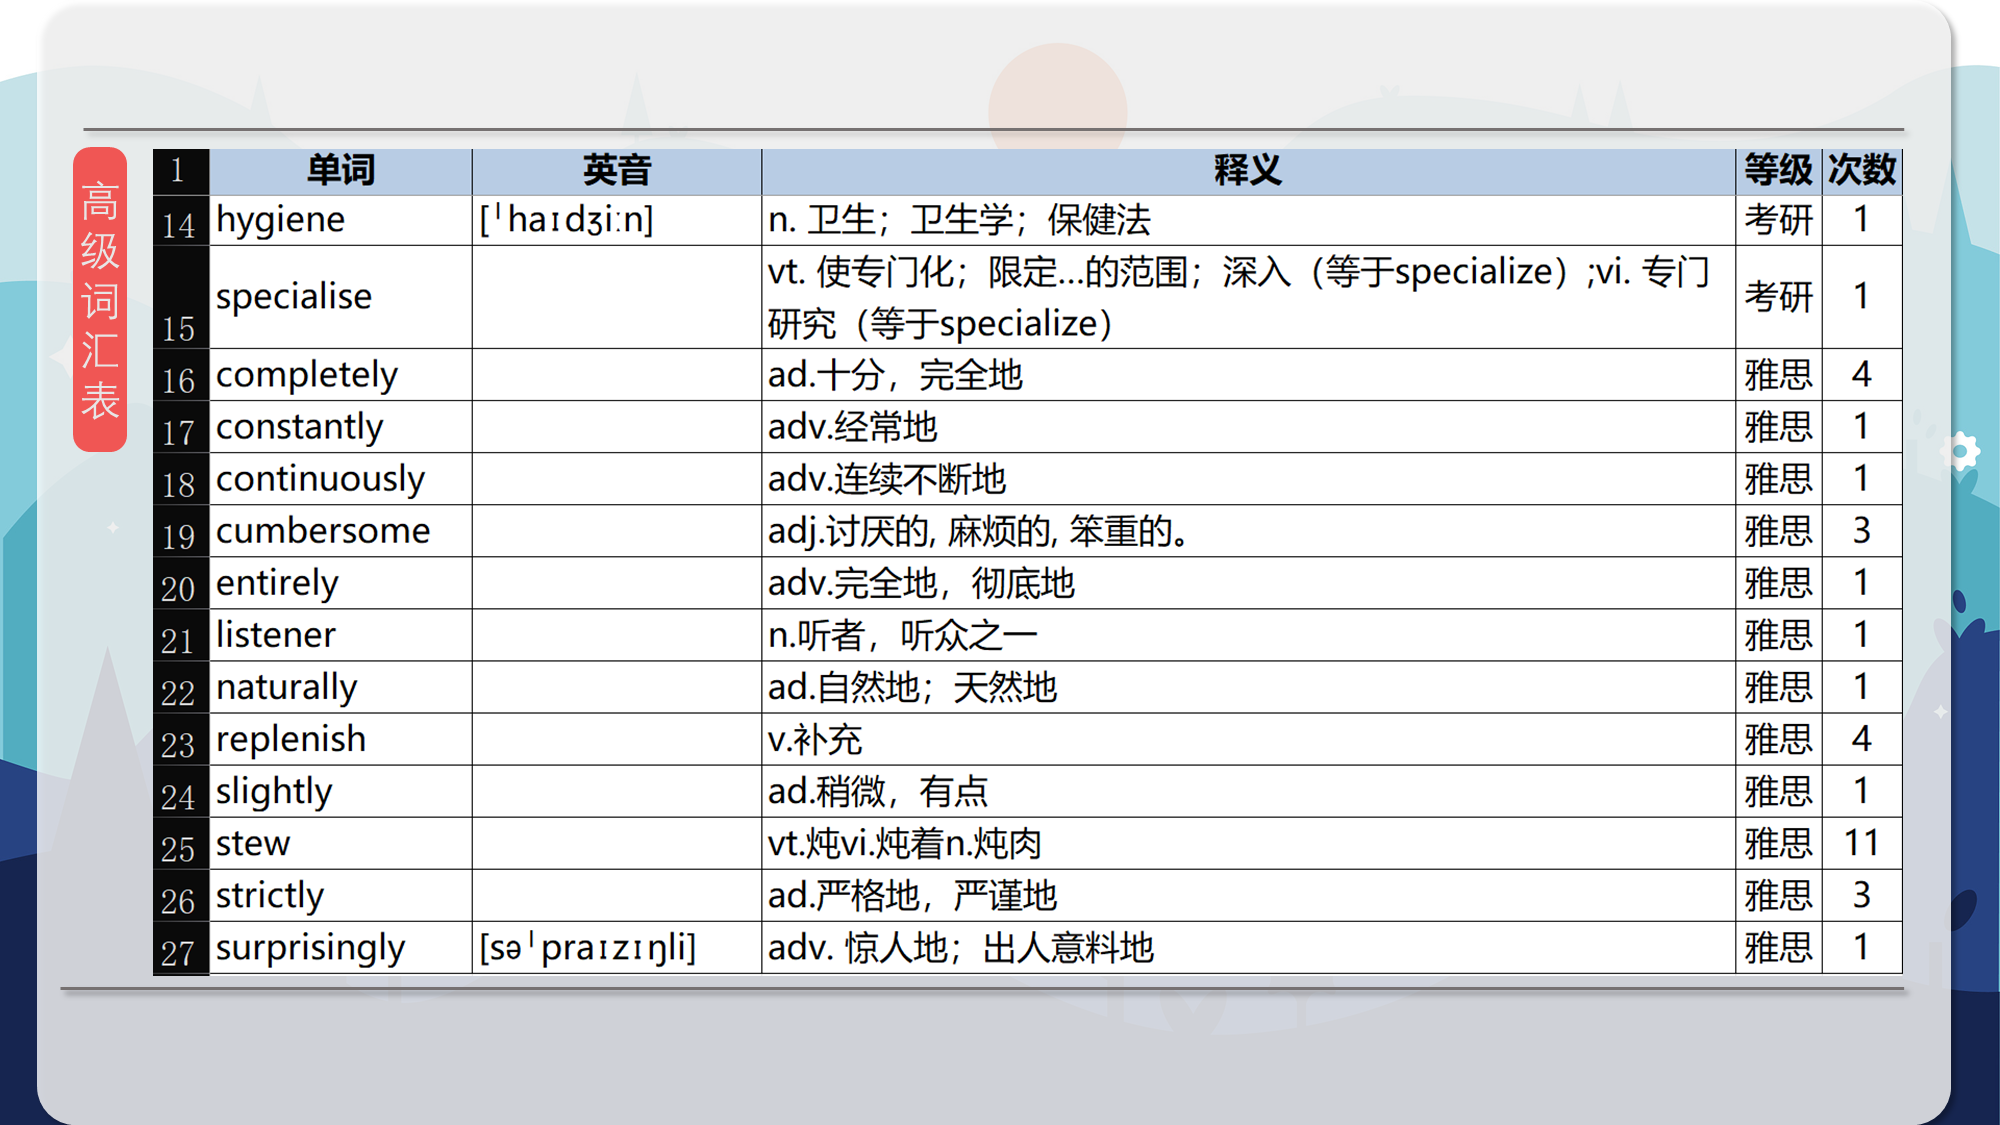 高级词汇表
1 单词 英音 释义 等级 次数
14 hygiene [ˈhaɪdʒiːn] n. 卫生；卫生学；保健法 考研 1
15 specialise vt. 使专门化；限定...的范围；深入（等于specialize）;vi. 专门
研究（等于specialize） 考研 1
16 completely ad.十分，完全地 雅思 4
17 constantly adv.经常地 雅思 1
18 continuously adv.连续不断地 雅思 1
19 cumbersome adj.讨厌的, 麻烦的, 笨重的。 雅思 3
20 entirely adv.完全地，彻底地 雅思 1
21 listener n.听者，听众之一 雅思 1
22 naturally ad.自然地；天然地 雅思 1
23 replenish v.补充 雅思 4
24 slightly ad.稍微，有点 雅思 1
25 stew vt.炖vi.炖着n.炖肉 雅思 11
26 strictly ad.严格地，严谨地 雅思 3
27 surprisingly [səˈpraɪzɪŋli] adv. 惊人地；出人意料地 雅思 1